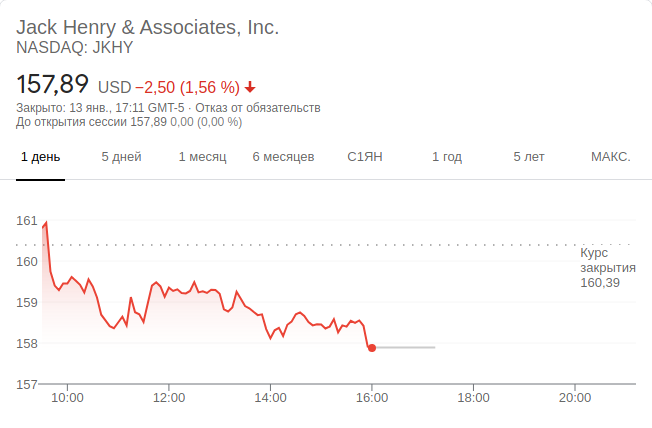 Jack Henry & Associates, Inc.
NASDAQ: JKHY
157,89 USD −2,50 (1,56 %)
Закрыто: 13 янв., 17:11 GMT-5 · Отказ от обязательств
До открытия сессии 157,89 0,00 (0,00 %)
1 день 5 дней 1 месяц 6 месяцев С1ЯН 1 год 5 лет МАКС.
161
160
159
158
157
Курс
закрытия
160,39
10:00 12:00 14:00 16:00 18:00 20:00